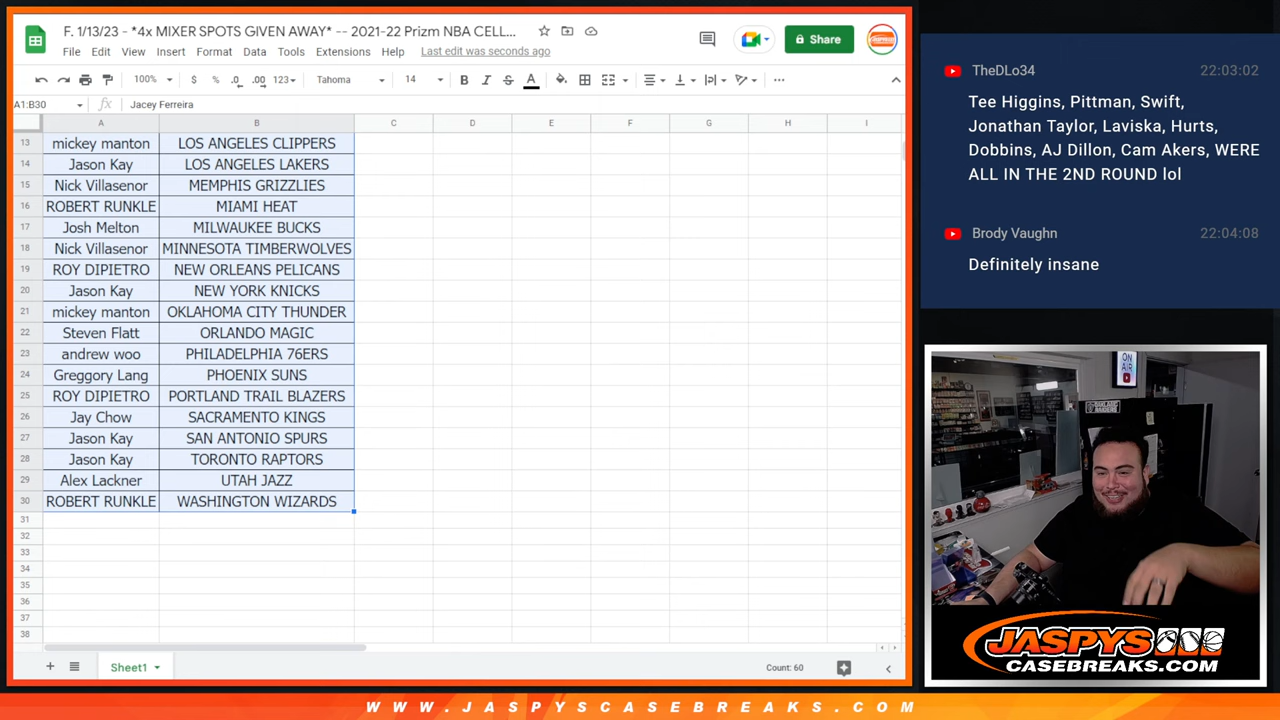 F. 1/13/23 - *4x MIXER SPOTS GIVEN AWAY* -- 2021-22 Prizm NBA CELL...
File Edit View Insert Format Data Tools Extensions Help Last edit was seconds ago
Share
100% $ % .0 .00 123 Tahoma 14 B I S A
A1:B30 fx Jacey Ferreira
A B C D E F G H I
13 mickey manton LOS ANGELES CLIPPERS
14 Jason Kay LOS ANGELES LAKERS
15 Nick Villasenor MEMPHIS GRIZZLIES
16 ROBERT RUNKLE MIAMI HEAT
17 Josh Melton MILWAUKEE BUCKS
18 Nick Villasenor MINNESOTA TIMBERWOLVES
19 ROY DIPIETRO NEW ORLEANS PELICANS
20 Jason Kay NEW YORK KNICKS
21 mickey manton OKLAHOMA CITY THUNDER
22 Steven Flatt ORLANDO MAGIC
23 andrew woo PHILADELPHIA 76ERS
24 Greggory Lang PHOENIX SUNS
25 ROY DIPIETRO PORTLAND TRAIL BLAZERS
26 Jay Chow SACRAMENTO KINGS
27 Jason Kay SAN ANTONIO SPURS
28 Jason Kay TORONTO RAPTORS
29 Alex Lackner UTAH JAZZ
30 ROBERT RUNKLE WASHINGTON WIZARDS
31
32
33
34
35
36
37
38
Sheet1 Count: 60
TheDLo34 22:03:02
Tee Higgins, Pittman, Swift,
Jonathan Taylor, Laviska, Hurts,
Dobbins, AJ Dillon, Cam Akers, WERE
ALL IN THE 2ND ROUND lol
Brody Vaughn 22:04:08
Definitely insane
ON
AIR
JASPYS
CASEBREAKS.COM
WWW.JASPYSCASEBREAKS.COM